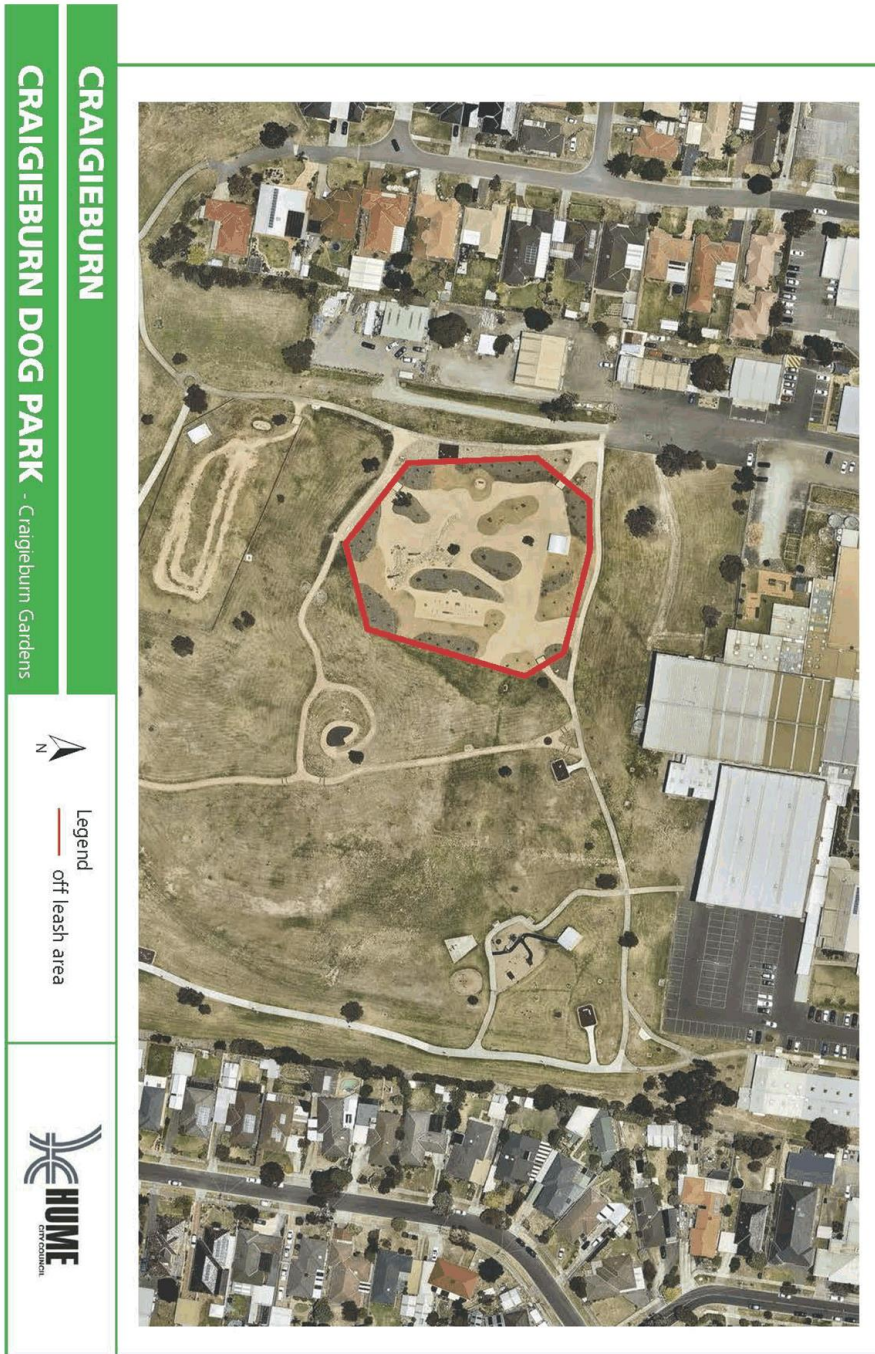 CRAIGIEBURN
CRAIGIEBURN DOG PARK - Craigieburn Gardens
N
Legend
off leash area
HUME
CITY COUNCIL